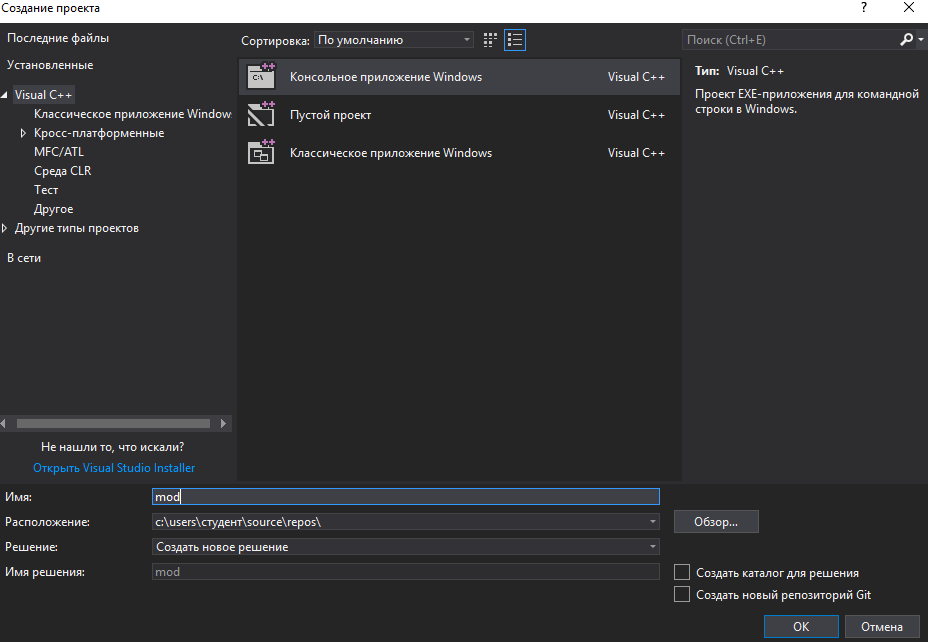 Создание проекта
?
Последние файлы
Установленные
Visual C++
Классическое приложение Window
Кросс-платформенные
MFC/ATL
Среда CLR
Тест
Другое
Другие типы проектов
В сети
Не нашли то, что искали?
Открыть Visual Studio Installer
Сортировка: По умолчанию
C:\
Консольное приложение Windows Visual C++
Пустой проект Visual C++
Классическое приложение Windows Visual C++
Поиск (Ctrl+E)
Тип: Visual C++
Проект EXE-приложения для командной
строки в Windows.
Имя: mod
Расположение: c:\users\студент\source\repos\
Обзор...
Решение: Создать новое решение
Имя решения: mod
Создать каталог для решения
Создать новый репозиторий Git
ОК Отмена